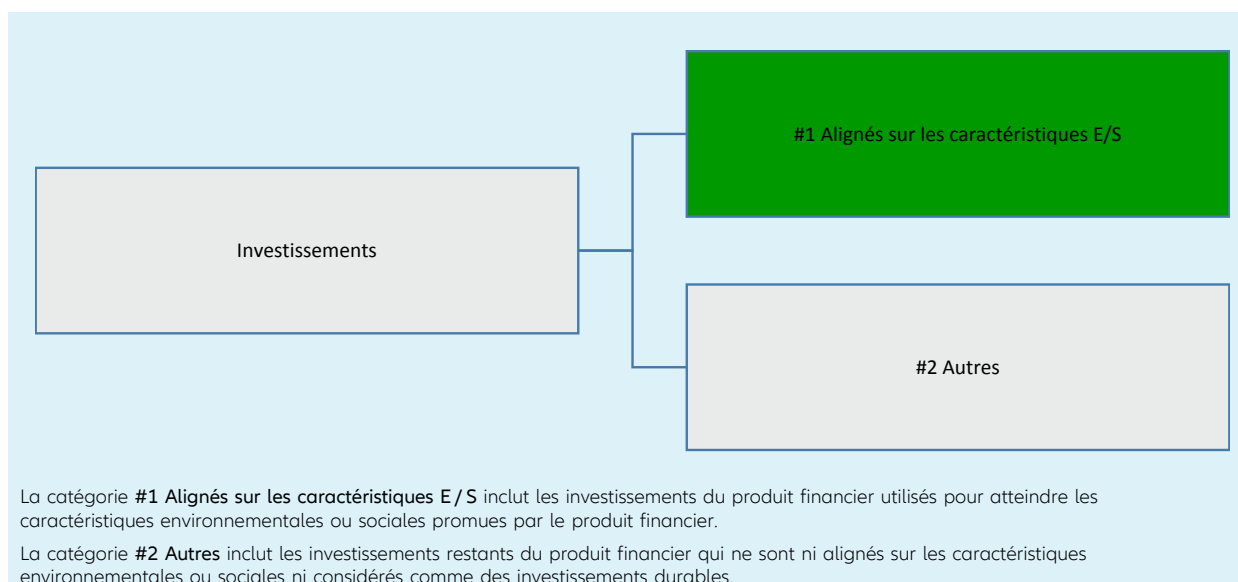 #1 Alignés sur les caractéristiques E/S
Investissements
#2 Autres
La catégorie #1 Alignés sur les caractéristiques E / S inclut les investissements du produit financier utilisés pour atteindre les
caractéristiques environnementales ou sociales promues par le produit financier.
La catégorie #2 Autres inclut les investissements restants du produit financier qui ne sont ni alignés sur les caractéristiques
environnementales ou sociales ni considérés comme des investissements durables.